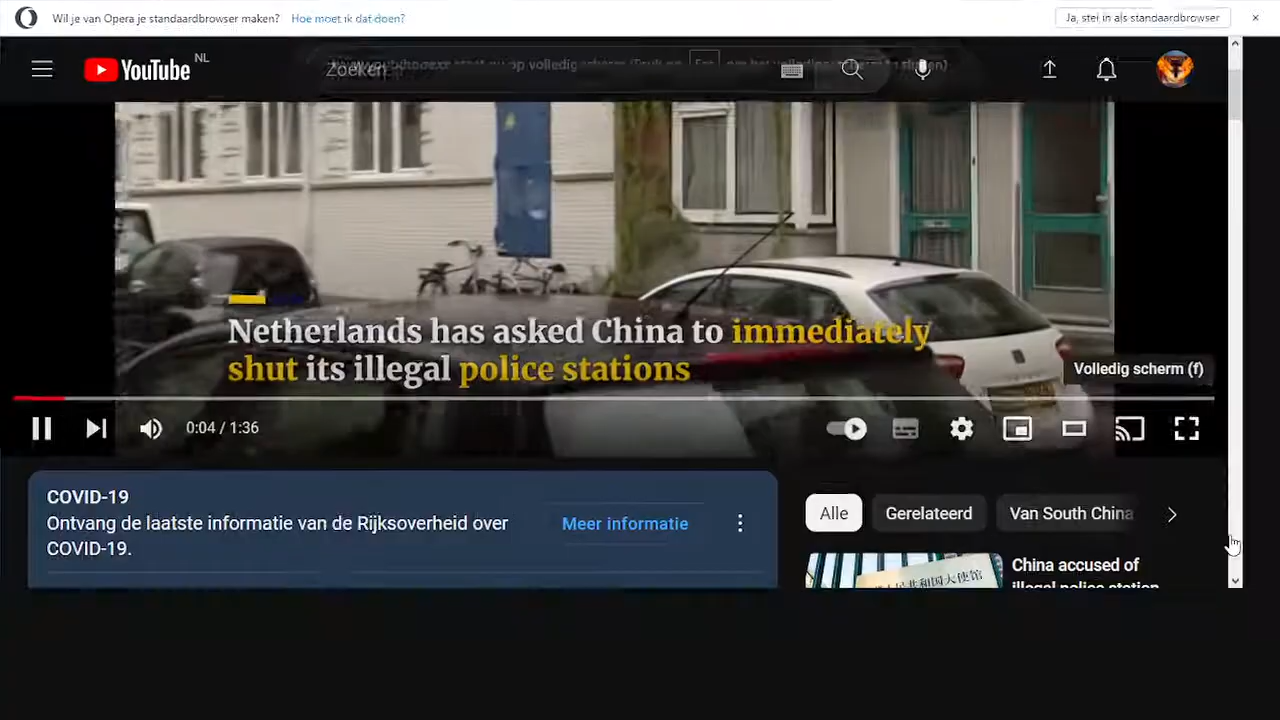 Wil je van Opera je standaardbrowser maken? Hoe moet ik dat doen? Ja, stel in als standaardbrowser
YouTube NL
Zoeken
Netherlands has asked China to immediately
shut its illegal police stations
Volledig scherm (f)
0:04 / 1:36
COVID-19
Ontvang de laatste informatie van de Rijksoverheid over
COVID-19.
Meer informatie
Alle Gerelateerd Van South China
China accused of
illegal police station